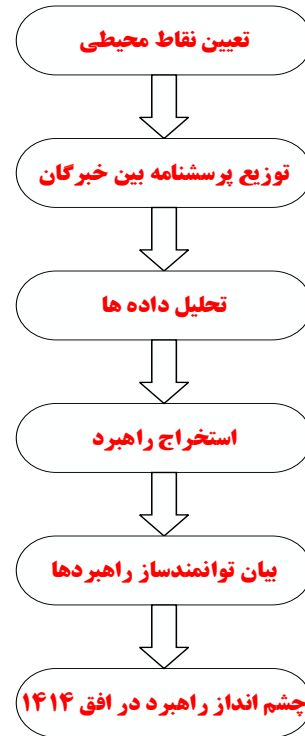 تعیین نقاط محیطی
توزیع پرسشنامه بین خبرگان
تحلیل داده ها
استخراج راهبرد
بیان توانمندساز راهبردها
چشم انداز راهبرد در افق ۱۴۱۴